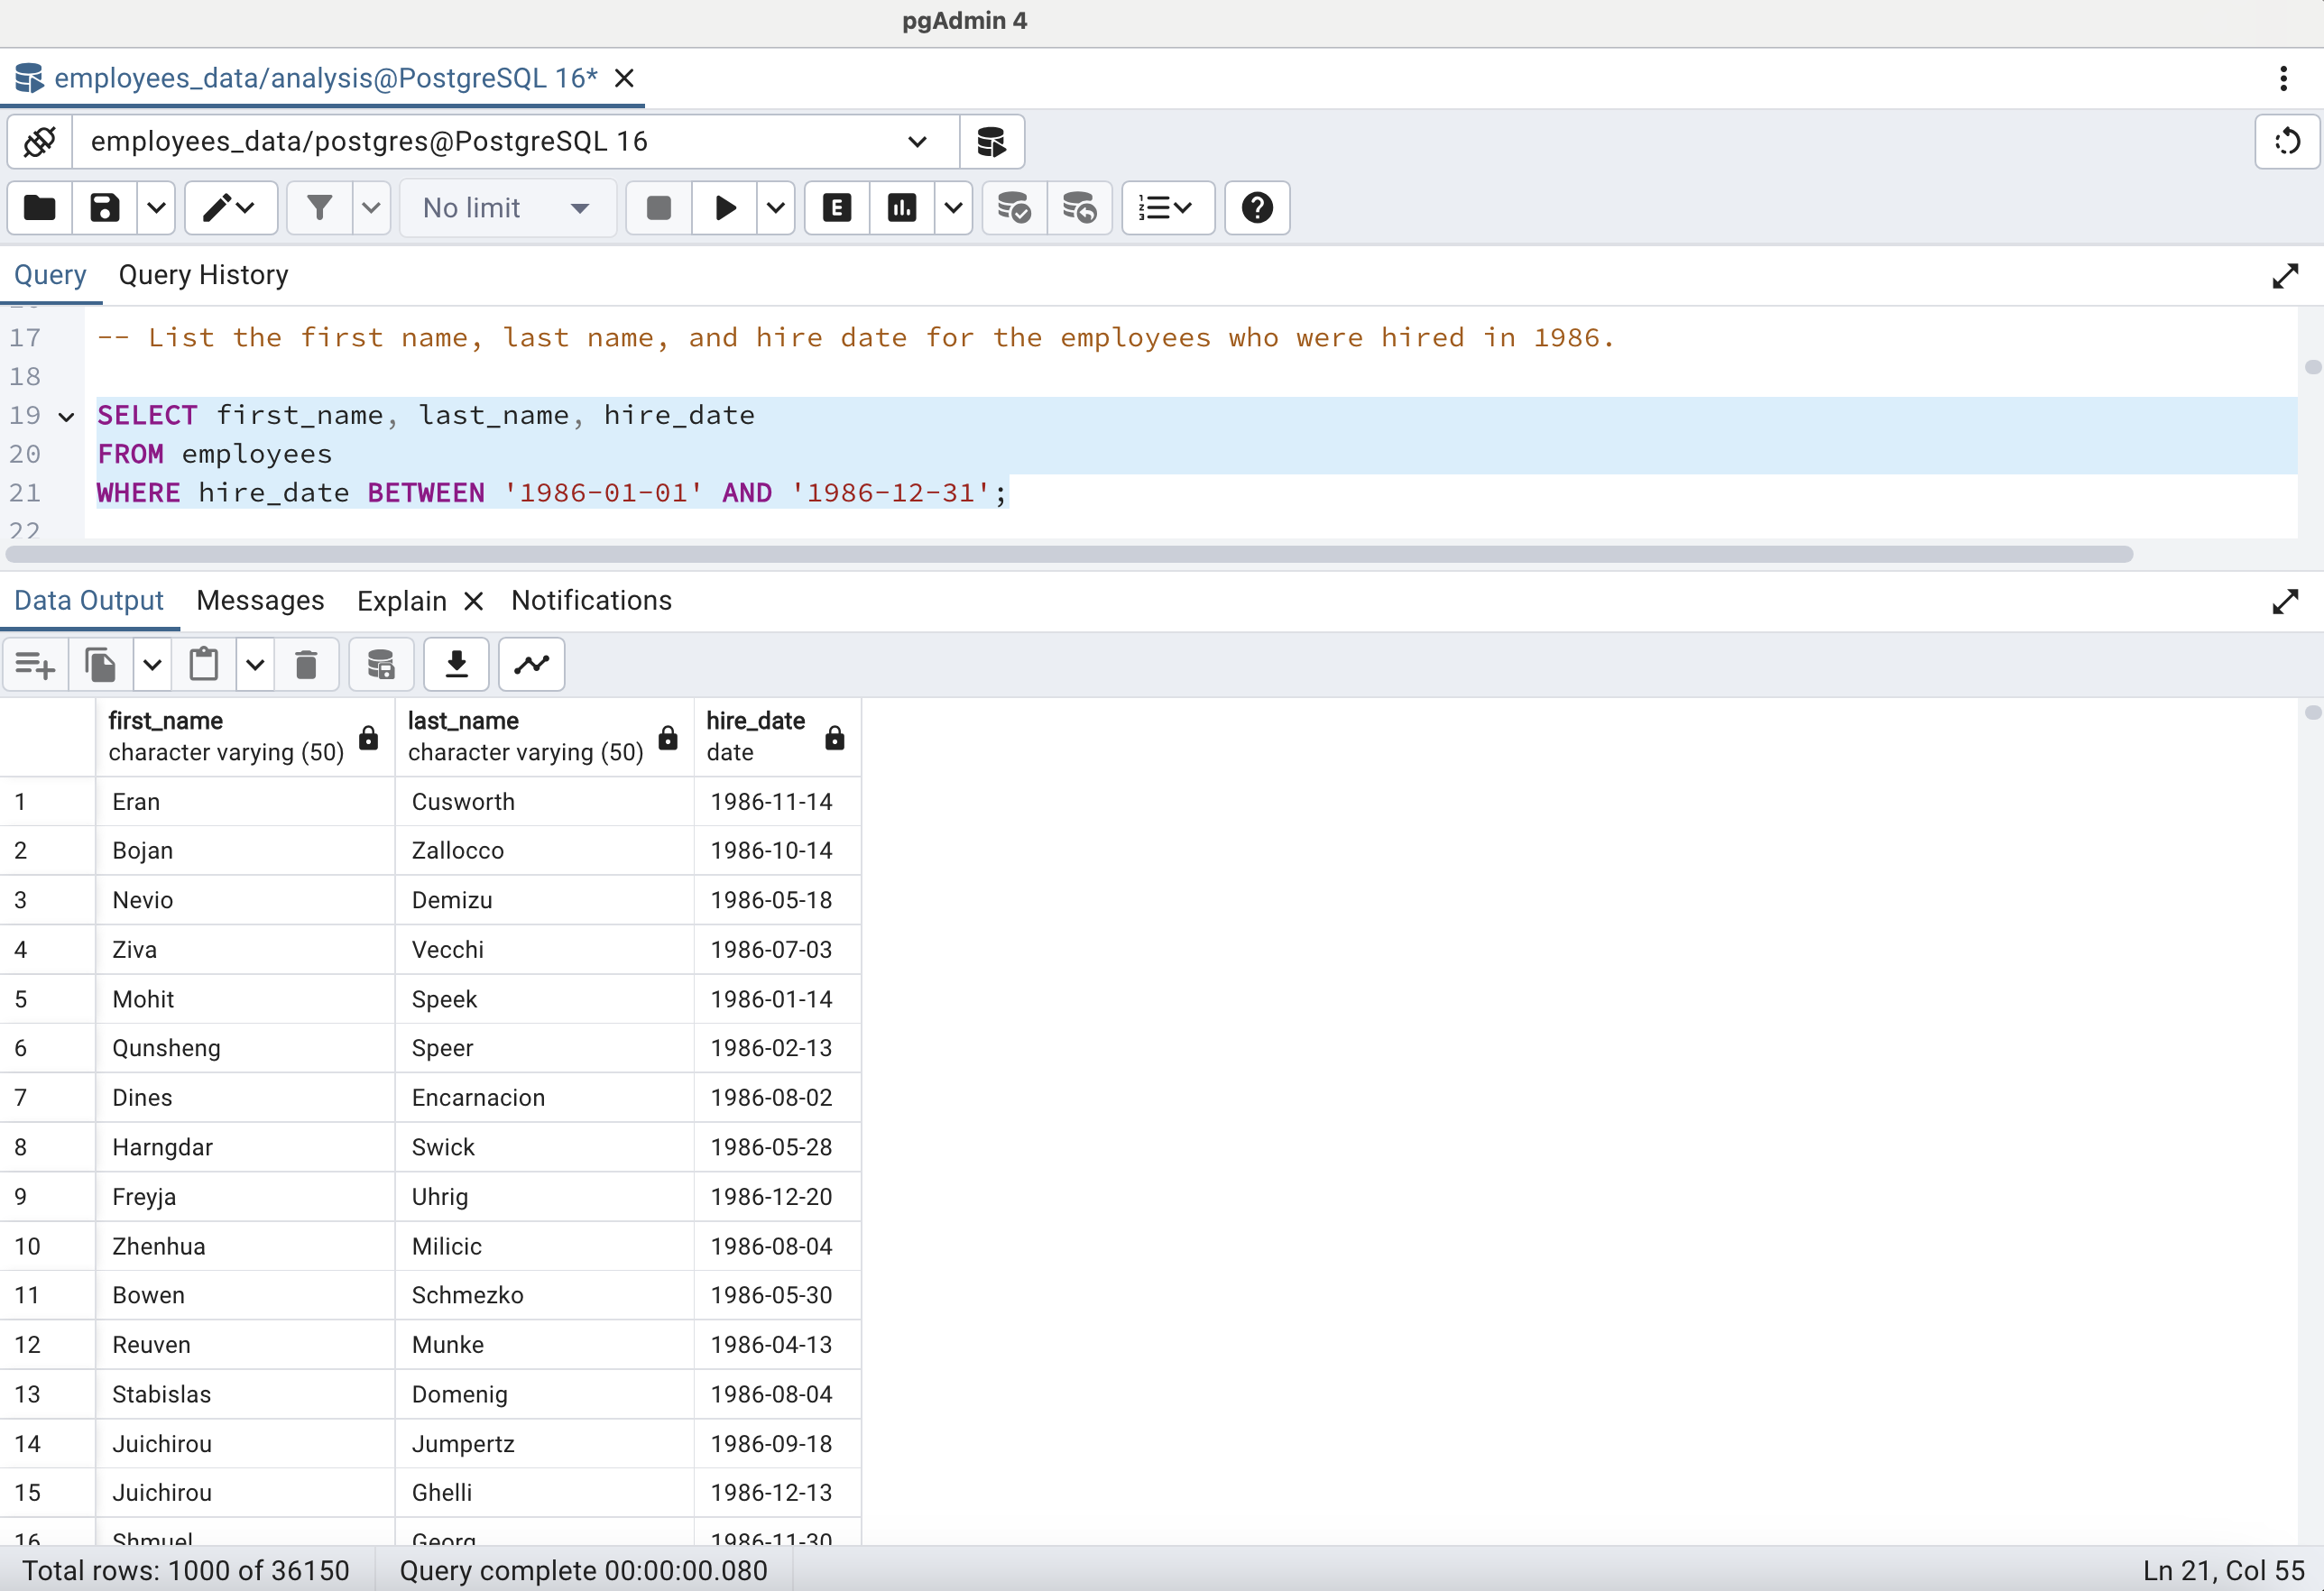 pgAdmin 4
employees_data/analysis@PostgreSQL 16*
employees_data/postgres@PostgreSQL 16
No limit
E
Query Query History
17 -- List the first name, last name, and hire date for the employees who were hired in 1986.
18
19 SELECT first_name, last_name, hire_date
20 FROM employees
21 WHERE hire_date BETWEEN '1986-01-01' AND '1986-12-31';
22
Data Output Messages Explain Notifications
first_name last_name hire_date
character varying (50) character varying (50) date
1 Eran Cusworth 1986-11-14
2 Bojan Zallocco 1986-10-14
3 Nevio Demizu 1986-05-18
4 Ziva Vecchi 1986-07-03
5 Mohit Speek 1986-01-14
6 Qunsheng Speer 1986-02-13
7 Dines Encarnacion 1986-08-02
8 Harngdar Swick 1986-05-28
9 Freyja Uhrig 1986-12-20
10 Zhenhua Milicic 1986-08-04
11 Bowen Schmezko 1986-05-30
12 Reuven Munke 1986-04-13
13 Stabislas Domenig 1986-08-04
14 Juichirou Jumpertz 1986-09-18
15 Juichirou Ghelli 1986-12-13
16 Shmuel Georg 1986-11-30
Total rows: 1000 of 36150 Query complete 00:00:00.080 Ln 21, Col 55